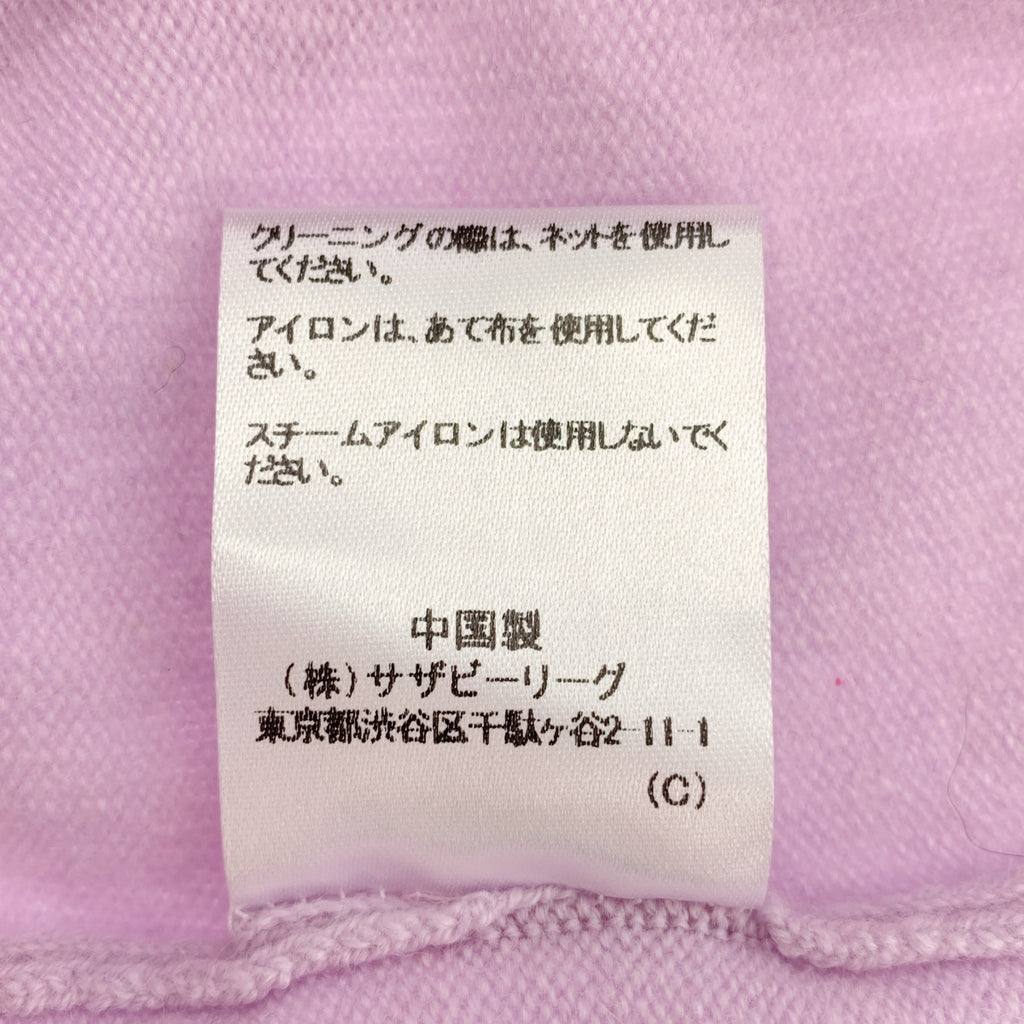 クリーニングの際は、ネットを使用し
てください。
アイロンは、あて布を使用してくだ
さい。
スチームアイロンは使用しないでく
ださい。
中国製
(株)サザビーリーグ
東京都渋谷区千駄ヶ谷2-11-1
(C)